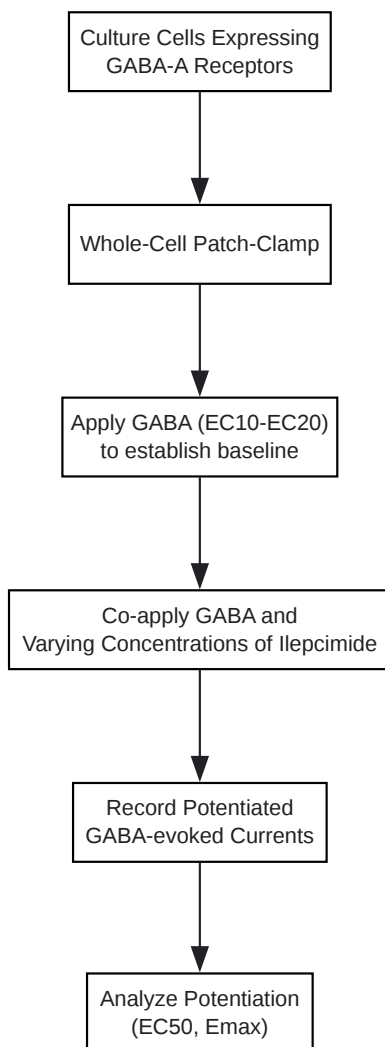 Culture Cells Expressing
GABA-A Receptors
Whole-Cell Patch-Clamp
Apply GABA (EC10-EC20)
to establish baseline
Co-apply GABA and
Varying Concentrations of Ilepcimide
Record Potentiated
GABA-evoked Currents
Analyze Potentiation
(EC50, Emax)